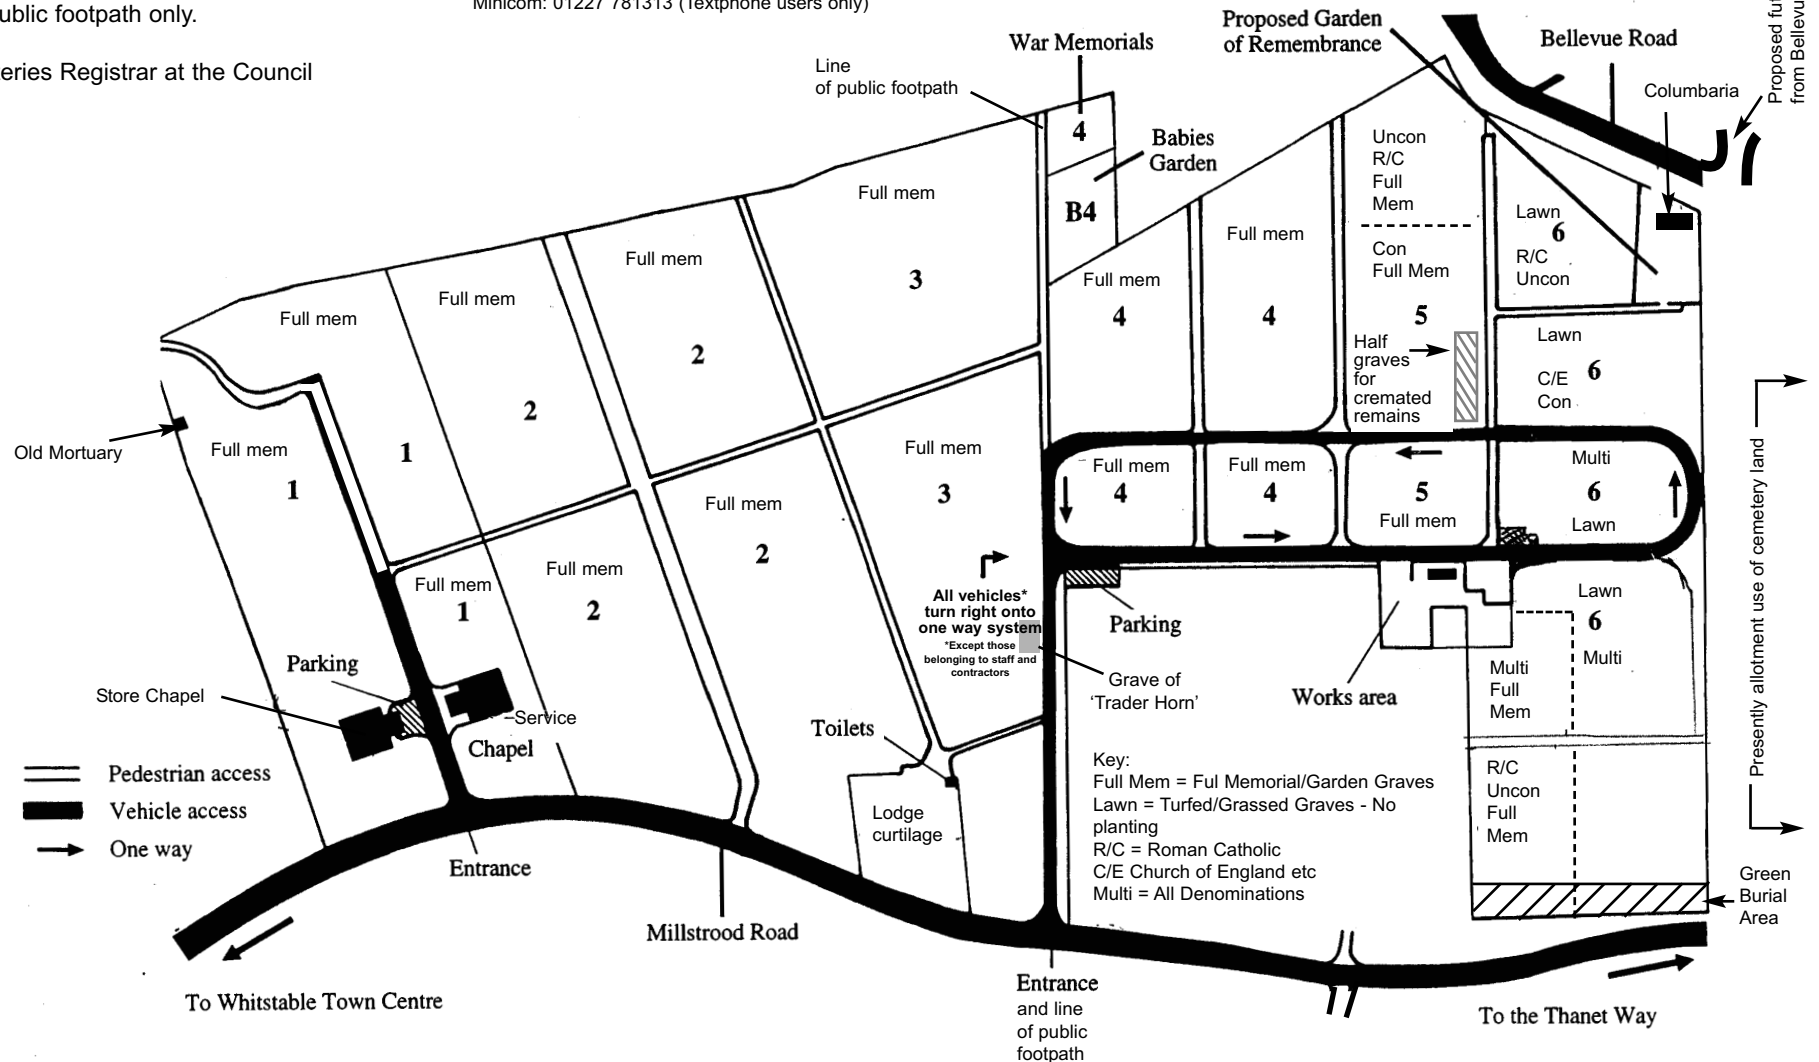 ublic footpath only.
Minicom: 01227 781313 (Textphone users only)
eries Registrar at the Council
Line
of public footpath
War Memorials
Proposed Garden
of Remembrance
Bellevue Road
Columbaria
Proposed fut
from Bellevu
4
Babies
Garden
B4
Full mem
3
Full mem
2
Full mem
2
Full mem
1
Full mem
4
Full mem
4
Uncon
R/C
Full
Mem
Con
Full Mem
5
Half
graves
for
cremated
remains
Lawn
6
R/C
Uncon
Lawn
6
C/E
Con
Old Mortuary
Full mem
1
Full mem
1
Full mem
2
Full mem
2
Full mem
3
Full mem
4
Full mem
4
5
Full mem
Multi
6
Lawn
All vehicles*
turn right onto
one way system
*Except those
belonging to staff and
contractors
Parking
Grave of
‘Trader Horn’
Works area
Lawn
6
Multi
Multi
Full
Mem
R/C
Uncon
Full
Mem
Presently allotment use of cemetery land
Green
Burial
Area
Parking
Store Chapel
Service
Chapel
Toilets
Lodge
curtilage
Key:
Full Mem = Ful Memorial/Garden Graves
Lawn = Turfed/Grassed Graves - No
planting
R/C = Roman Catholic
C/E Church of England etc
Multi = All Denominations
Pedestrian access
Vehicle access
One way
Entrance
Millstrood Road
Entrance
and line
of public
footpath
To Whitstable Town Centre
To the Thanet Way